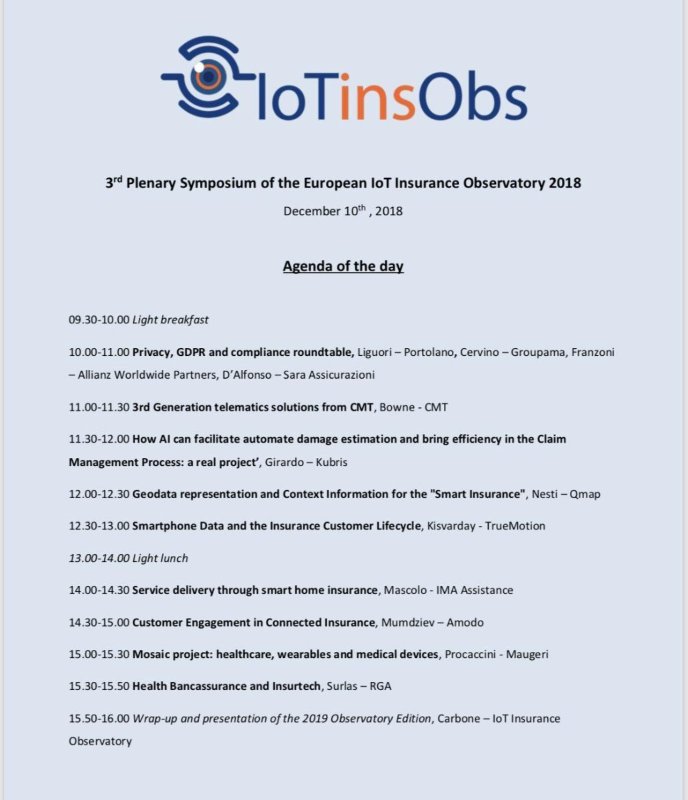 IoTinsObs
3rd Plenary Symposium of the European IoT Insurance Observatory 2018
December 10th , 2018
Agenda of the day
09.30-10.00 Light breakfast
10.00-11.00 Privacy, GDPR and compliance roundtable, Liguori – Portolano, Cervino – Groupama, Franzoni
– Allianz Worldwide Partners, D’Alfonso – Sara Assicurazioni
11.00-11.30 3rd Generation telematics solutions from CMT, Bowne - CMT
11.30-12.00 How AI can facilitate automate damage estimation and bring efficiency in the Claim
Management Process: a real project’, Girardo – Kubris
12.00-12.30 Geodata representation and Context Information for the "Smart Insurance", Nesti – Qmap
12.30-13.00 Smartphone Data and the Insurance Customer Lifecycle, Kisvarday - TrueMotion
13.00-14.00 Light lunch
14.00-14.30 Service delivery through smart home insurance, Mascolo - IMA Assistance
14.30-15.00 Customer Engagement in Connected Insurance, Mumdziev – Amodo
15.00-15.30 Mosaic project: healthcare, wearables and medical devices, Procaccini - Maugeri
15.30-15.50 Health Bancassurance and Insurtech, Surlas – RGA
15.50-16.00 Wrap-up and presentation of the 2019 Observatory Edition, Carbone – IoT Insurance
Observatory